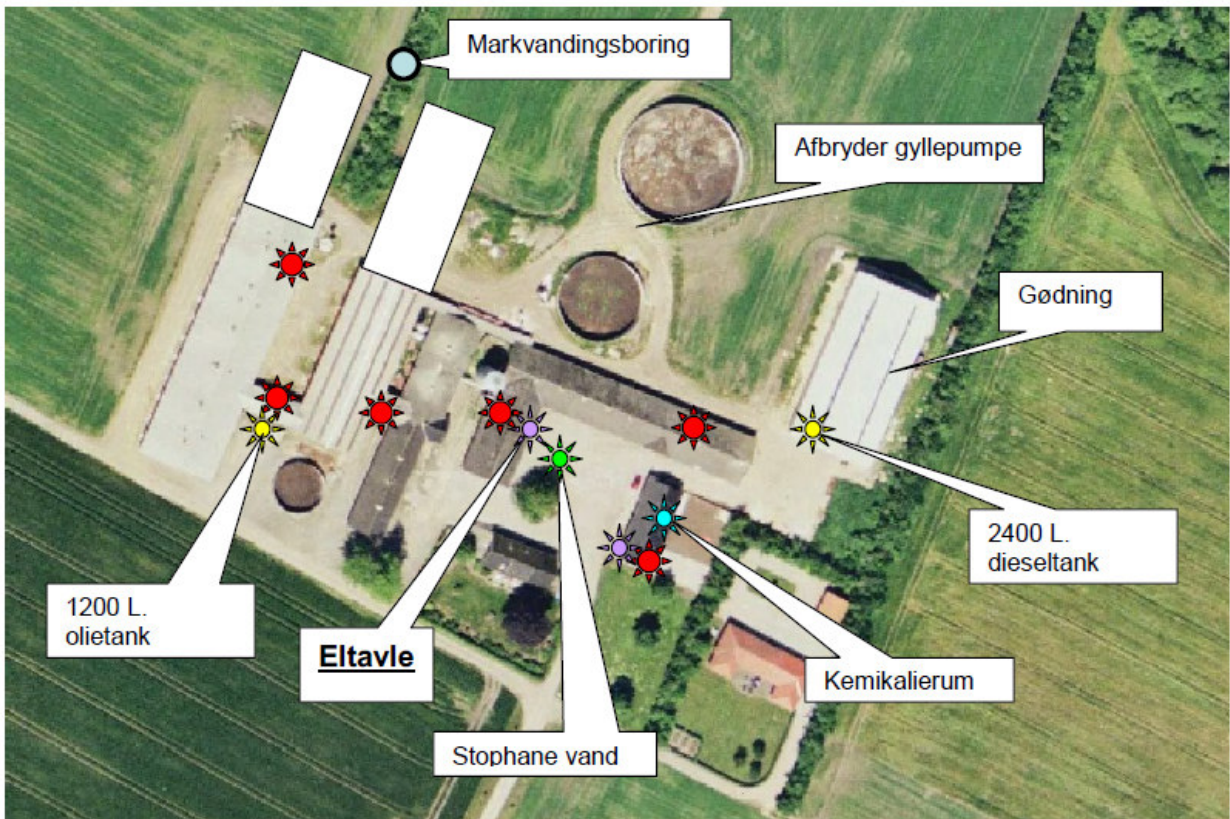 Markvandingsboring
Afbryder gyllepumpe
Gødning
2400 L.
dieseltank
1200 L.
olietank
Eltavle
Kemikalierum
Stophane vand